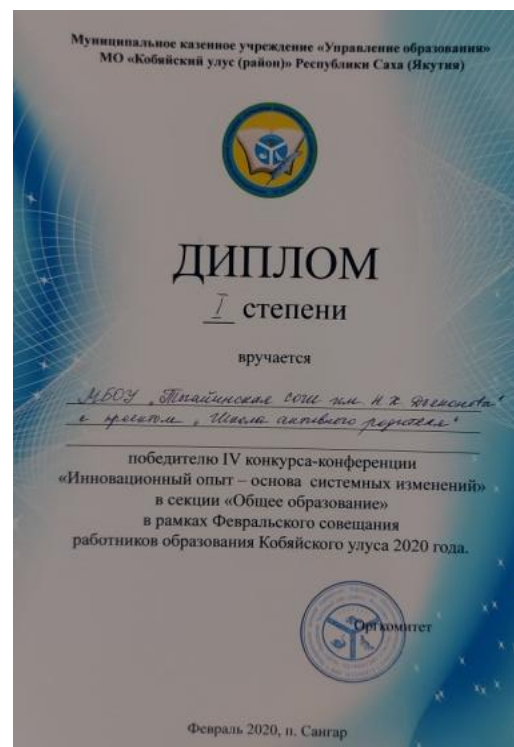 Муниципальное казенное учреждение «Управление образования»
МО «Кобяйский улус (район)» Республики Саха (Якутия)
ДИПЛОМ
I степени
вручается
МБОУ „Тыайинская СОШ им. Н Х Дьяконова"
с проектом „Школа активного родителя"
победителю IV конкурса-конференции
«Инновационный опыт – основа системных изменений»
в секции «Общее образование»
в рамках Февральского совещания
работников образования Кобяйского улуса 2020 года.
Оргкомитет
Февраль 2020, п. Сангар